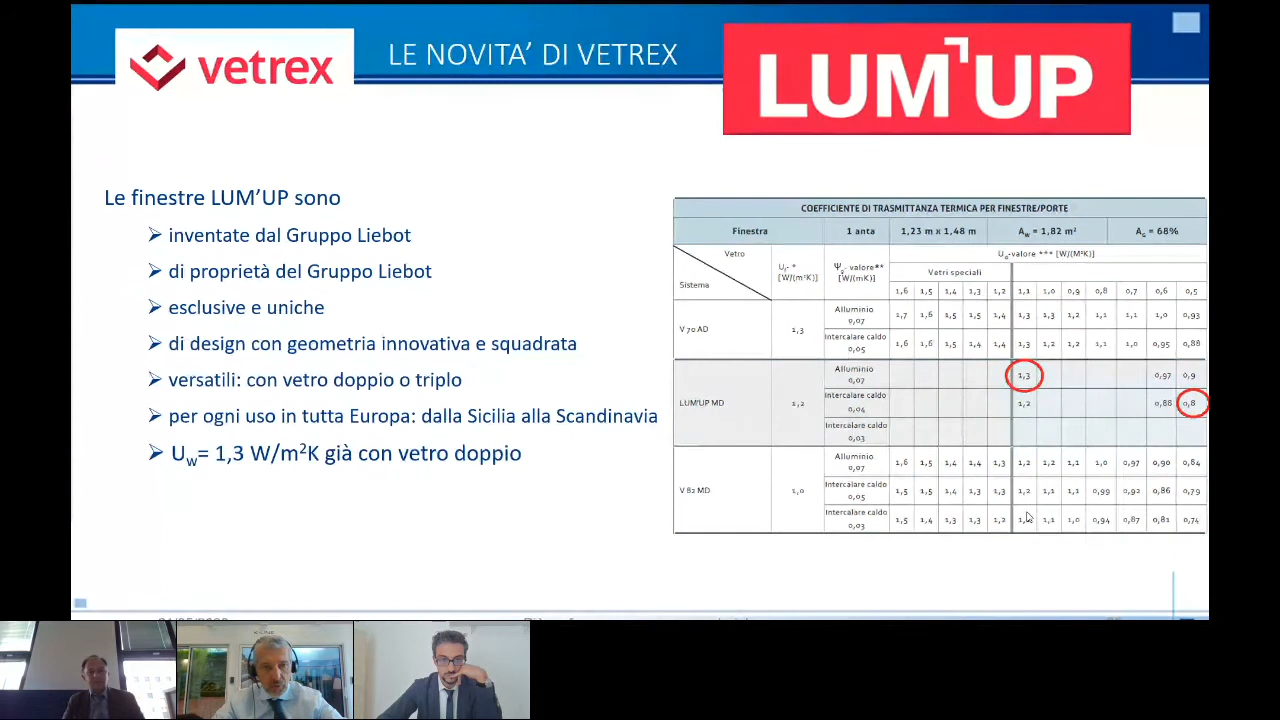 vetrex
LE NOVITA’ DI VETREX
LUM'UP
Le finestre LUM’UP sono
inventate dal Gruppo Liebot
di proprietà del Gruppo Liebot
esclusive e uniche
di design con geometria innovativa e squadrata
versatili: con vetro doppio o triplo
per ogni uso in tutta Europa: dalla Sicilia alla Scandinavia
Uw= 1,3 W/m²K già con vetro doppio
COEFFICIENTE DI TRASMITTANZA TERMICA PER FINESTRE/PORTE
Finestra 1 anta 1,23 m x 1,48 m Aw = 1,82 m² AG = 68%
Vetro
Sistema
Uf- *
[W/(m²K)]
Ψg- valore**
[W/(mK)]
Ug-valore *** [W/(M²K)]
Vetri speciali
1,6 1,5 1,4 1,3 1,2 1,1 1,0 0,9 0,8 0,7 0,6 0,5
V 70 AD 1,3
Alluminio
0,07
1,7 1,6 1,5 1,5 1,4 1,3 1,3 1,2 1,1 1,1 1,0 0,93
Intercalare caldo
0,05
1,6 1,6 1,5 1,4 1,4 1,3 1,2 1,2 1,1 1,0 0,95 0,88
LUM'UP MD 1,2
Alluminio
0,07
1,3 0,97 0,9
Intercalare caldo
0,04
1,2 0,88 0,8
Intercalare caldo
0,03
V 82 MD 1,0
Alluminio
0,07
1,6 1,5 1,4 1,4 1,3 1,2 1,2 1,1 1,0 0,97 0,90 0,84
Intercalare caldo
0,05
1,5 1,5 1,4 1,3 1,3 1,2 1,1 1,1 0,99 0,92 0,86 0,79
Intercalare caldo
0,03
1,5 1,4 1,3 1,3 1,2 1,1 1,0 0,94 0,87 0,81 0,74